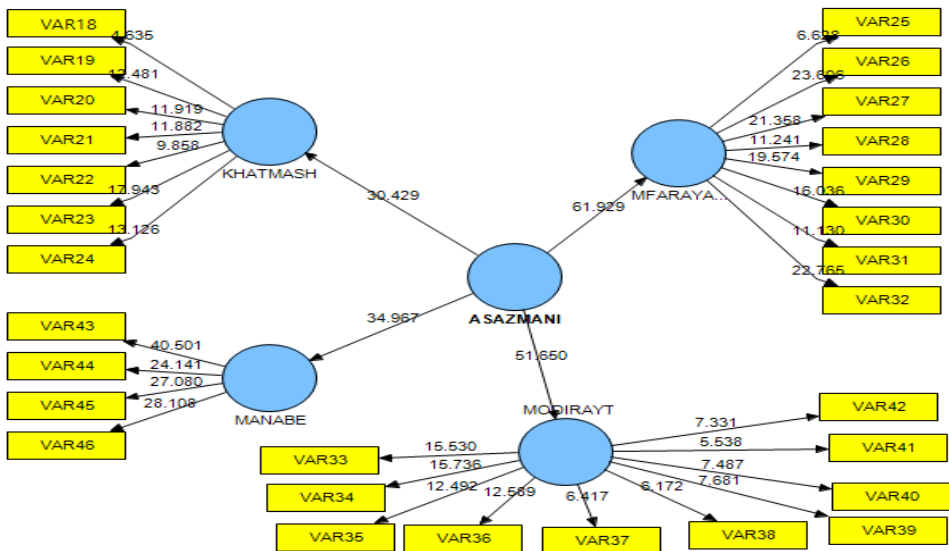 VAR18
4.635
VAR19
12.481
VAR20
11.919
VAR21
11.882
VAR22
9.858
VAR23
17.943
VAR24
13.126
KHATMASH
30.429
VAR25
6.628
VAR26
23.606
VAR27
21.358
VAR28
11.241
VAR29
19.574
VAR30
16.036
VAR31
11.130
VAR32
22.765
MFARAYA...
61.929
ASAZMANI
34.967
51.650
VAR43
40.501
VAR44
24.141
VAR45
27.080
VAR46
28.108
MANABE
MODIRAYT
VAR33
15.530
VAR34
15.736
VAR35
12.492
VAR36
12.589
VAR37
6.417
VAR38
6.172
VAR39
7.681
VAR40
7.487
VAR41
5.538
VAR42
7.331